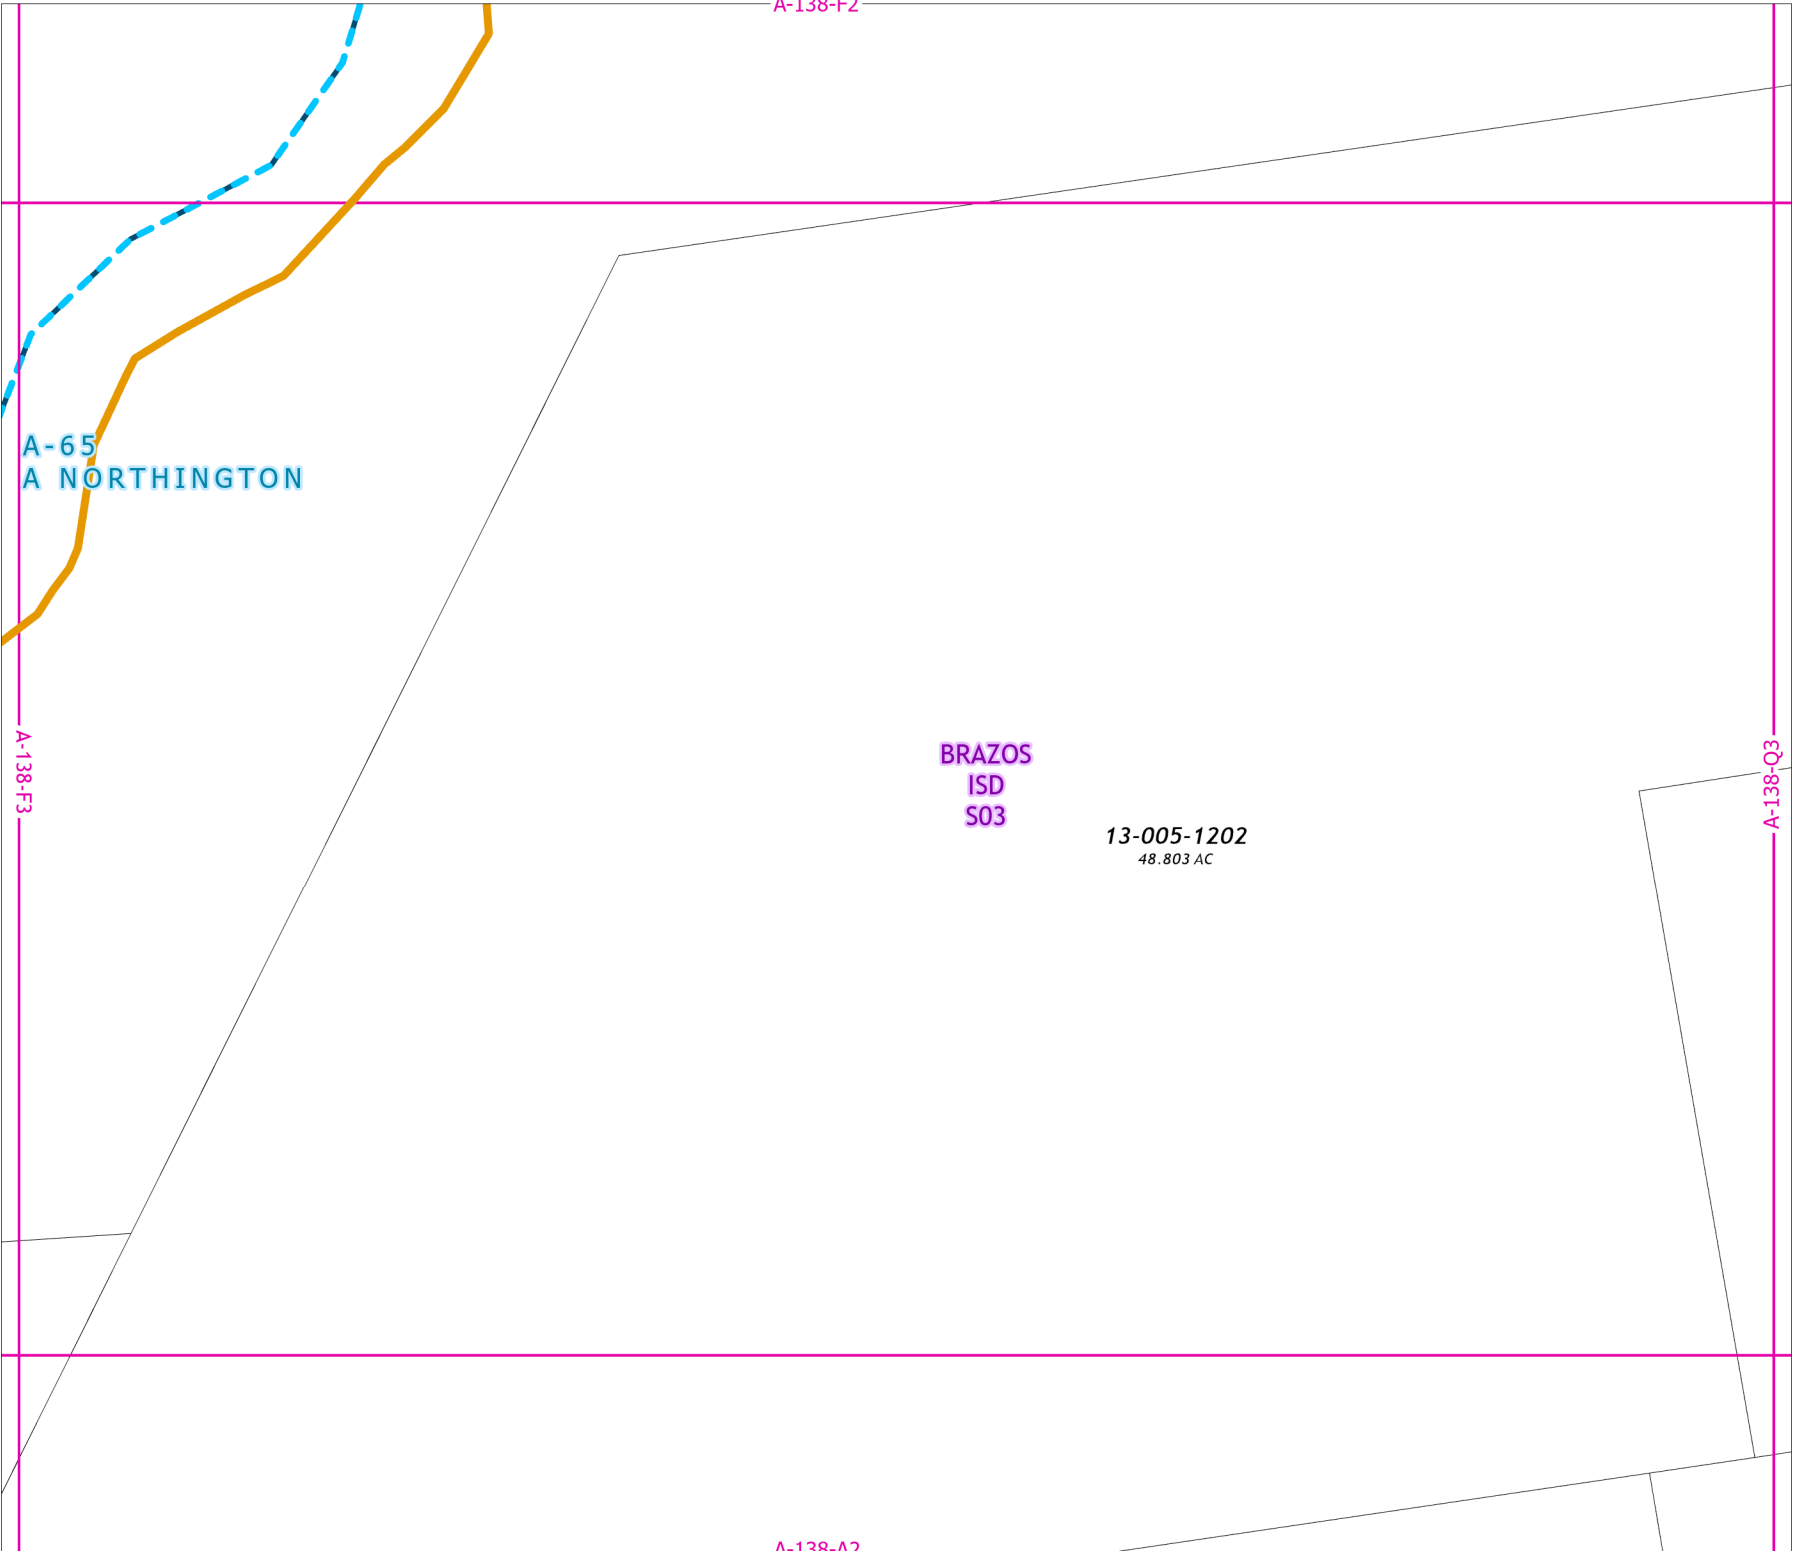 A-138-F2
A-65
A NORTHINGTON
A-138-F3
BRAZOS
ISD
S03
A-138-Q3
13-005-1202
48.803 AC
A-138-A2